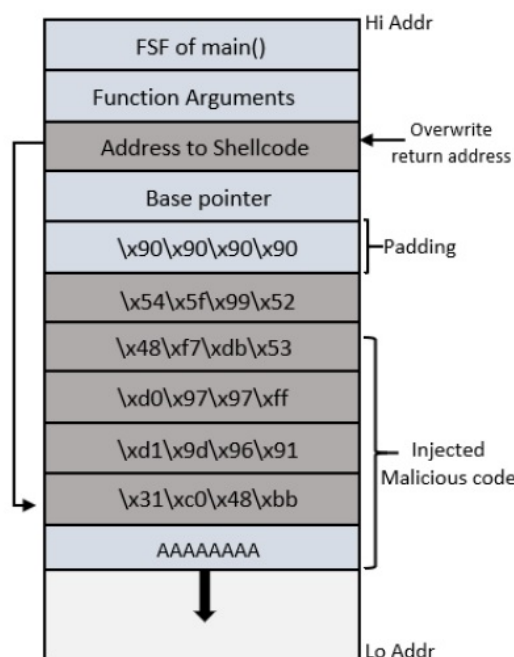 Hi Addr
FSF of main()
Function Arguments
Address to Shellcode
Overwrite
return address
Base pointer
\x90\x90\x90\x90
Padding
\x54\x5f\x99\x52
\x48\xf7\xdb\x53
\xd0\x97\x97\xff
\xd1\x9d\x96\x91
Injected
Malicious code
\x31\xc0\x48\xbb
AAAAAAAA
Lo Addr